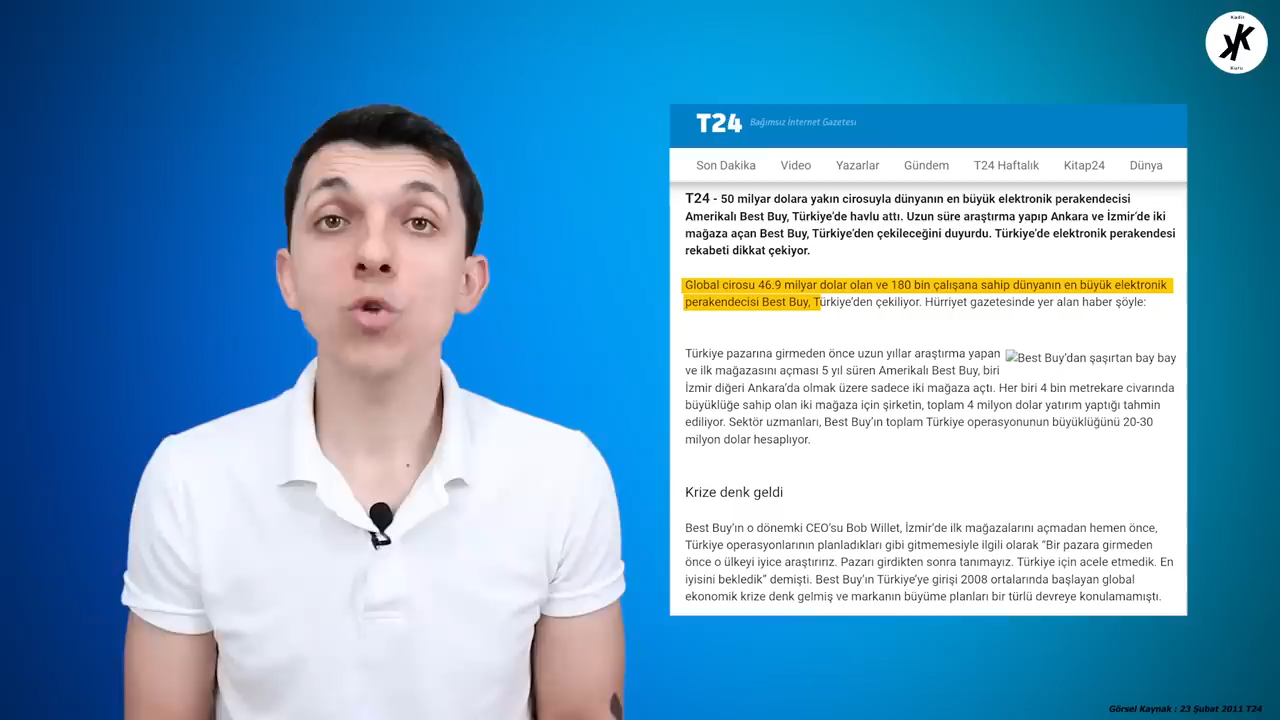 Kadir
KK
Kuru
T24 Bağımsız İnternet Gazetesi
Son Dakika Video Yazarlar Gündem T24 Haftalık Kitap24 Dünya
T24 - 50 milyar dolara yakın cirosuyla dünyanın en büyük elektronik perakendecisi
Amerikalı Best Buy, Türkiye'de havlu attı. Uzun süre araştırma yapıp Ankara ve İzmir'de iki
mağaza açan Best Buy, Türkiye'den çekileceğini duyurdu. Türkiye'de elektronik perakendesi
rekabeti dikkat çekiyor.
Global cirosu 46.9 milyar dolar olan ve 180 bin çalışana sahip dünyanın en büyük elektronik
perakendecisi Best Buy, Türkiye'den çekiliyor. Hürriyet gazetesinde yer alan haber şöyle:
Türkiye pazarına girmeden önce uzun yıllar araştırma yapan
Best Buy'dan şaşırtan bay bay
ve ilk mağazasını açması 5 yıl süren Amerikalı Best Buy, biri
İzmir diğeri Ankara'da olmak üzere sadece iki mağaza açtı. Her biri 4 bin metrekare civarında
büyüklüğe sahip olan iki mağaza için şirketin, toplam 4 milyon dolar yatırım yaptığı tahmin
ediliyor. Sektör uzmanları, Best Buy'ın toplam Türkiye operasyonunun büyüklüğünü 20-30
milyon dolar hesaplıyor.
Krize denk geldi
Best Buy'ın o dönemki CEO'su Bob Willet, İzmir'de ilk mağazalarını açmadan hemen önce,
Türkiye operasyonlarının planladıkları gibi gitmemesiyle ilgili olarak “Bir pazara girmeden
önce o ülkeyi iyice araştırırız. Pazarı girdikten sonra tanımayız. Türkiye için acele etmedik. En
iyisini bekledik” demişti. Best Buy'ın Türkiye'ye girişi 2008 ortalarında başlayan global
ekonomik krize denk gelmiş ve markanın büyüme planları bir türlü devreye konulamamıştı.
Görsel Kaynak : 23 Şubat 2011 T24